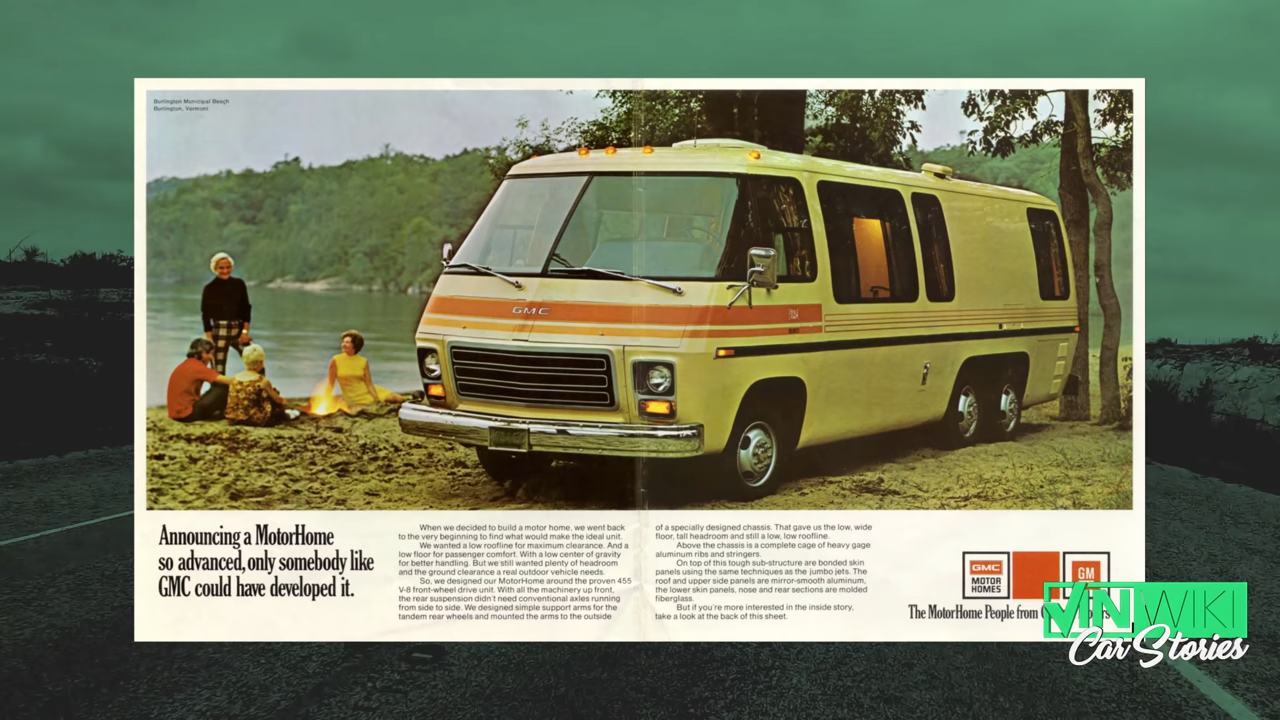 Burlington Municipal Beach
Burlington, Vermont
GMC
Announcing a MotorHome
so advanced, only somebody like
GMC could have developed it.
When we decided to build a motor home, we went back
to the very beginning to find what would make the ideal unit.
We wanted a low roofline for maximum clearance. And a
low floor for passenger comfort. With a low center of gravity
for better handling. But we still wanted plenty of headroom
and the ground clearance a real outdoor vehicle needs.
So, we designed our MotorHome around the proven 455
V-8 front-wheel drive unit. With all the machinery up front,
the rear suspension didn't need conventional axles running
from side to side. We designed simple support arms for the
tandem rear wheels and mounted the arms to the outside
of a specially designed chassis. That gave us the low, wide
floor, tall headroom and still a low, low roofline.
Above the chassis is a complete cage of heavy gage
aluminum ribs and stringers.
On top of this tough sub-structure are bonded skin
panels using the same techniques as the jumbo jets. The
roof and upper side panels are mirror-smooth aluminum,
the lower skin panels, nose and rear sections are molded
fiberglass.
But if you're more interested in the inside story,
take a look at the back of this sheet.
GMC
MOTOR
HOMES
GM
The MotorHome People from
VINWIKI
Car Stories